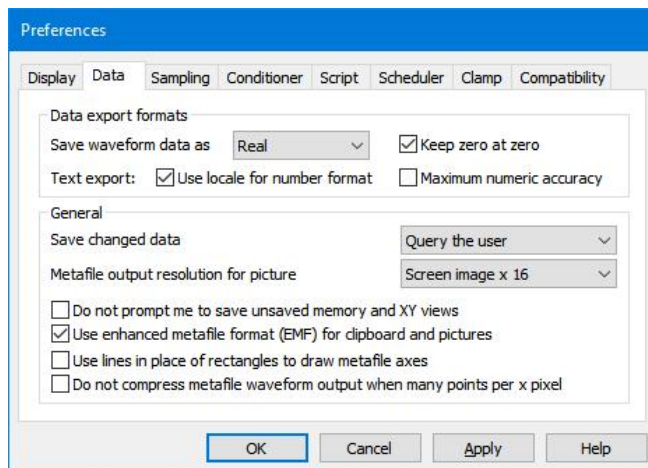 Preferences
Display Data Sampling Conditioner Script Scheduler Clamp Compatibility
Data export formats
Save waveform data as Real Keep zero at zero
Text export: Use locale for number format Maximum numeric accuracy
General
Save changed data Query the user
Metafile output resolution for picture Screen image x 16
Do not prompt me to save unsaved memory and XY views
Use enhanced metafile format (EMF) for clipboard and pictures
Use lines in place of rectangles to draw metafile axes
Do not compress metafile waveform output when many points per x pixel
OK Cancel Apply Help